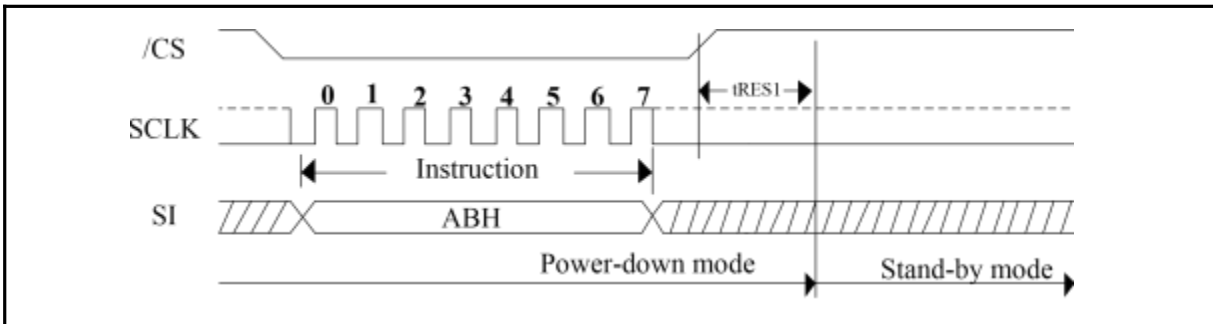 /CS
0 1 2 3 4 5 6 7
tRES1
SCLK
Instruction
SI
ABH
Power-down mode
Stand-by mode